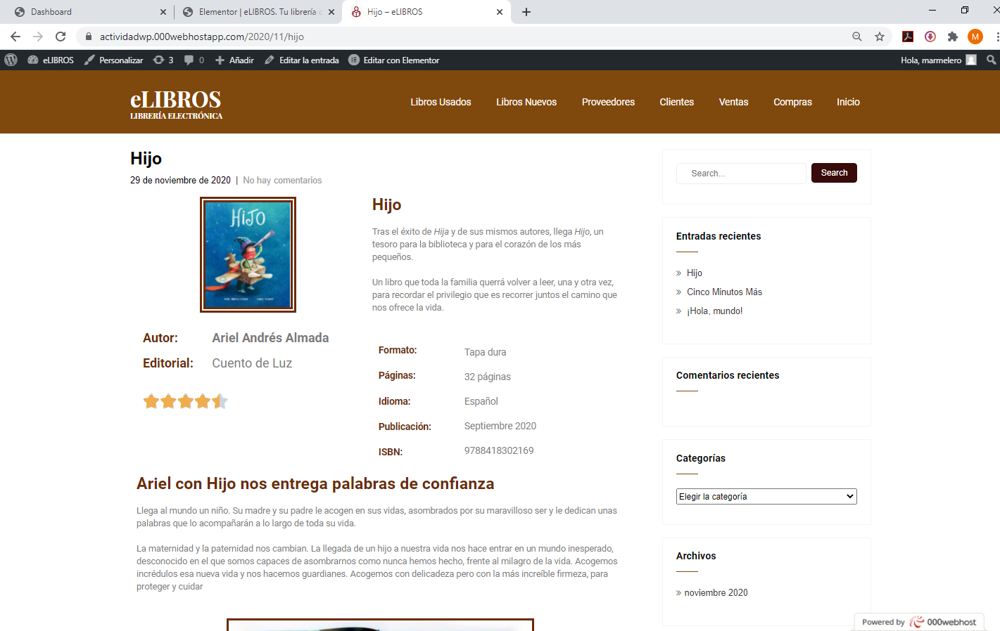 Dashboard
Elementor | eLIBROS. Tu librería
Hijo – eLIBROS
actividadwp.000webhostapp.com/2020/11/hijo
M
eLIBROS
Personalizar
3
0
Añadir
Editar la entrada
Editar con Elementor
Hola, marmelero
eLIBROS
LIBRERÍA ELECTRÓNICA
Libros Usados
Libros Nuevos
Proveedores
Clientes
Ventas
Compras
Inicio
Hijo
29 de noviembre de 2020 | No hay comentarios
HIJO
Autor: Ariel Andrés Almada
Editorial: Cuento de Luz
Hijo
Tras el éxito de Hija y de sus mismos autores, llega Hijo, un
tesoro para la biblioteca y para el corazón de los más
pequeños.
Un libro que toda la familia querrá volver a leer, una y otra vez,
para recordar el privilegio que es recorrer juntos el camino que
nos ofrece la vida.
Formato: Tapa dura
Páginas: 32 páginas
Idioma: Español
Publicación: Septiembre 2020
ISBN: 9788418302169
Ariel con Hijo nos entrega palabras de confianza
Llega al mundo un niño. Su madre y su padre le acogen en sus vidas, asombrados por su maravilloso ser y le dedican unas
palabras que lo acompañarán a lo largo de toda su vida.
La maternidad y la paternidad nos cambian. La llegada de un hijo a nuestra vida nos hace entrar en un mundo inesperado,
desconocido en el que somos capaces de asombrarnos como nunca hemos hecho, frente al milagro de la vida. Acogemos
incrédulos esa nueva vida y nos hacemos guardianes. Acogemos con delicadeza pero con la más increíble firmeza, para
proteger y cuidar
Search...
Search
Entradas recientes
» Hijo
» Cinco Minutos Más
» ¡Hola, mundo!
Comentarios recientes
Categorías
Elegir la categoría
Archivos
» noviembre 2020
Powered by 000webhost